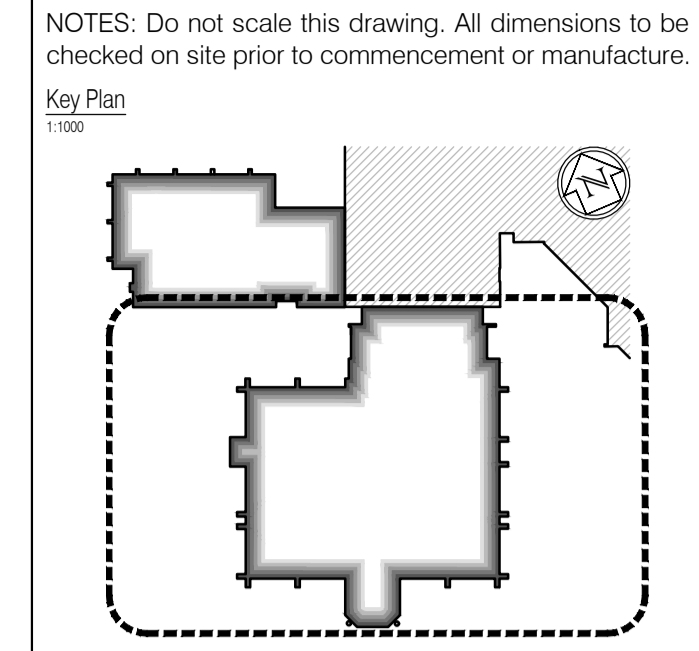 NOTES: Do not scale this drawing. All dimensions to be
checked on site prior to commencement or manufacture.
Key Plan
1:1000
N